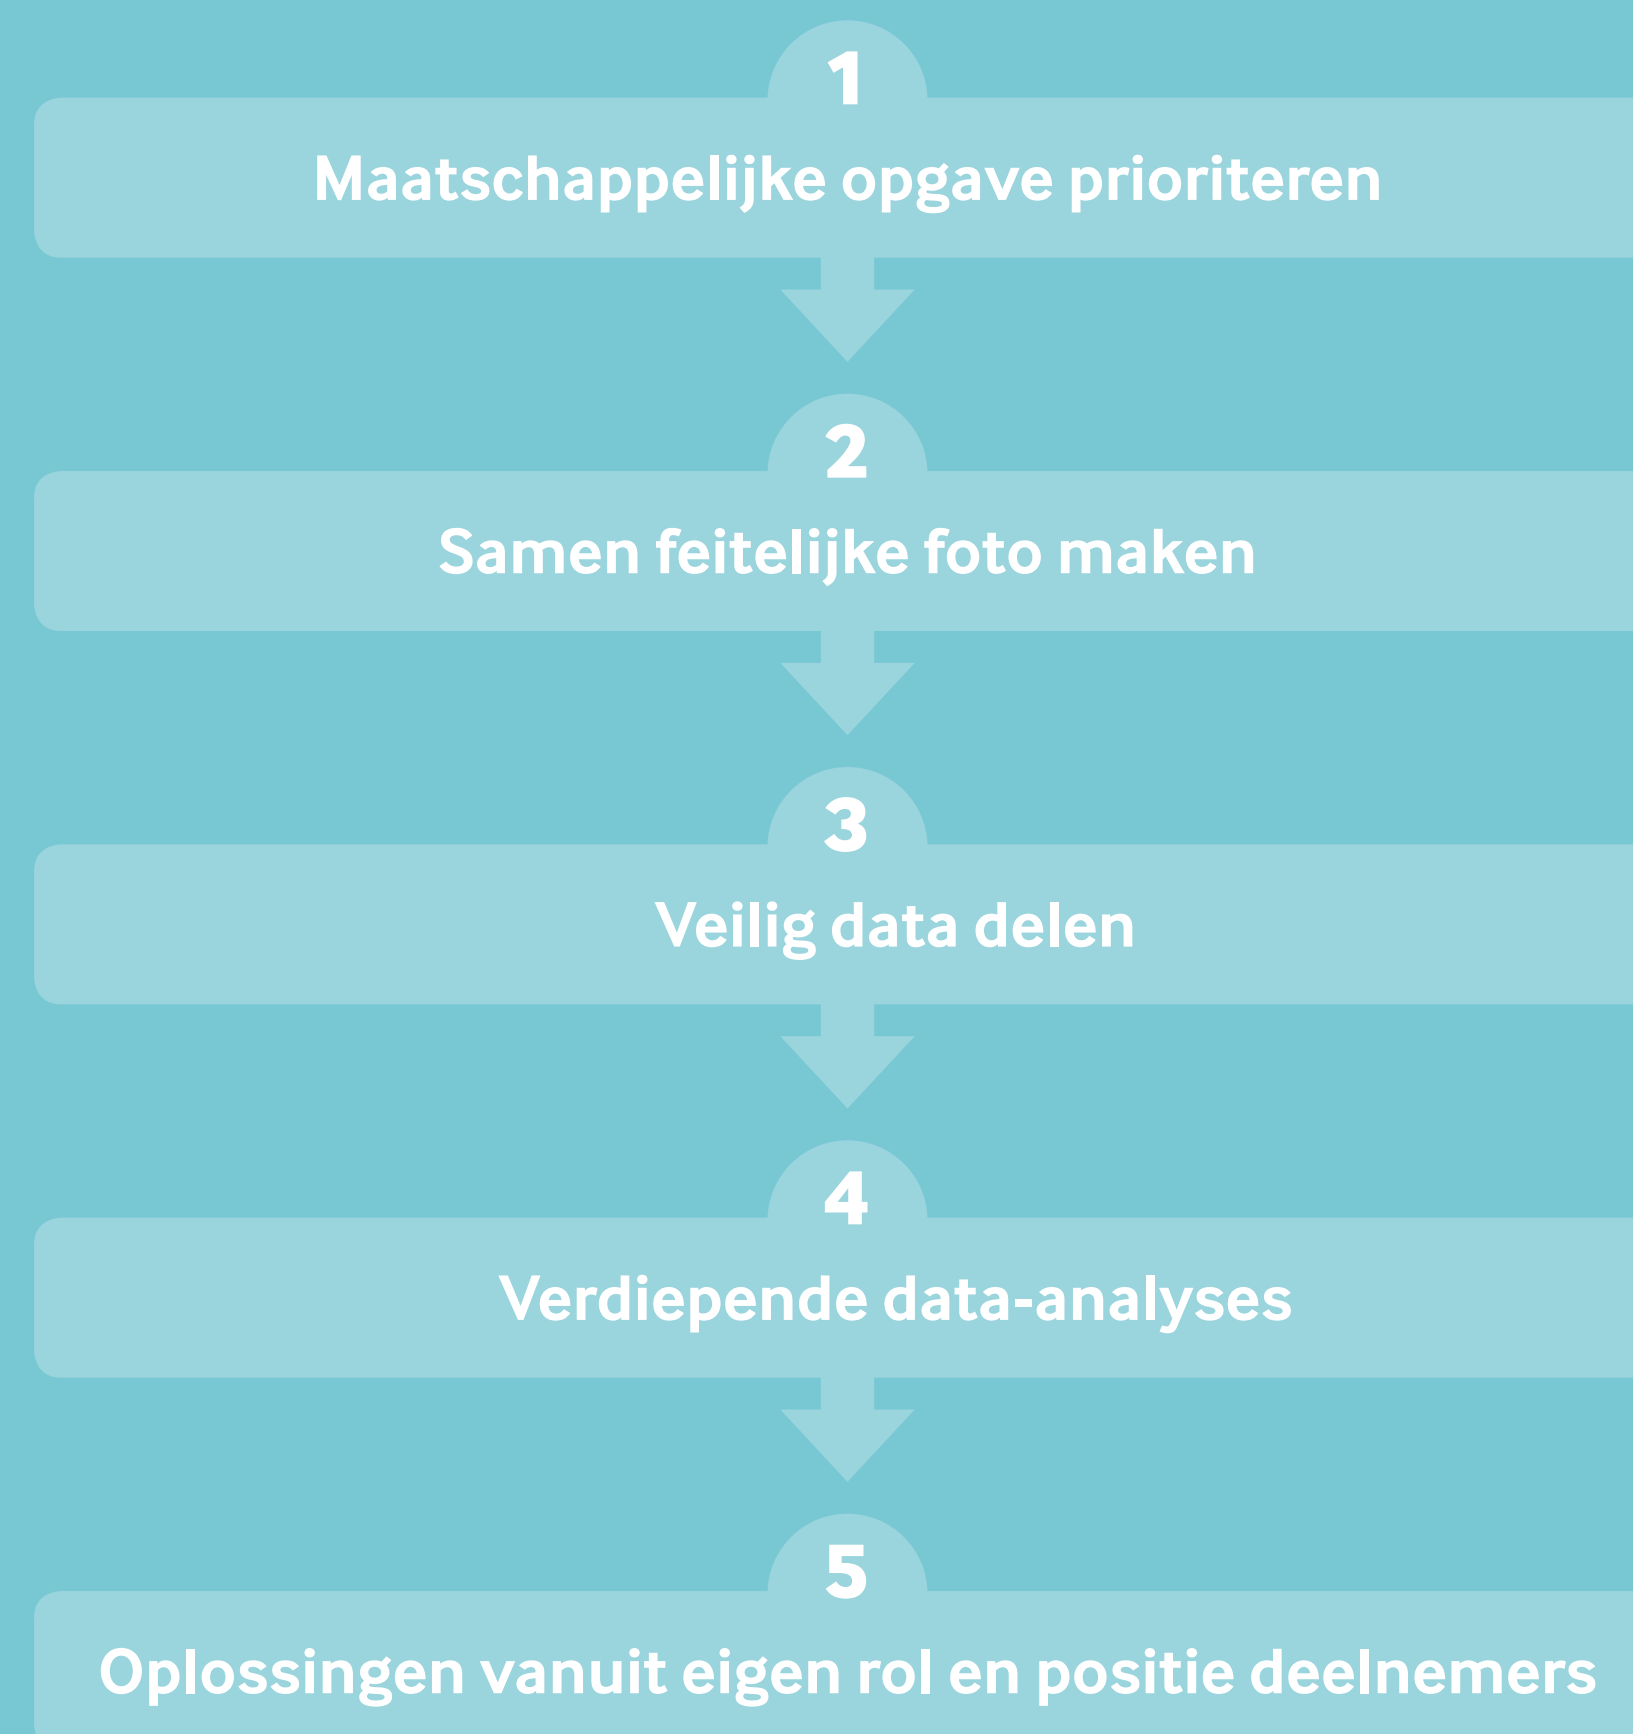 1
Maatschappelijke opgave prioriteren
2
Samen feitelijke foto maken
3
Veilig data delen
4
Verdiepende data-analyses
5
Oplossingen vanuit eigen rol en positie deelnemers